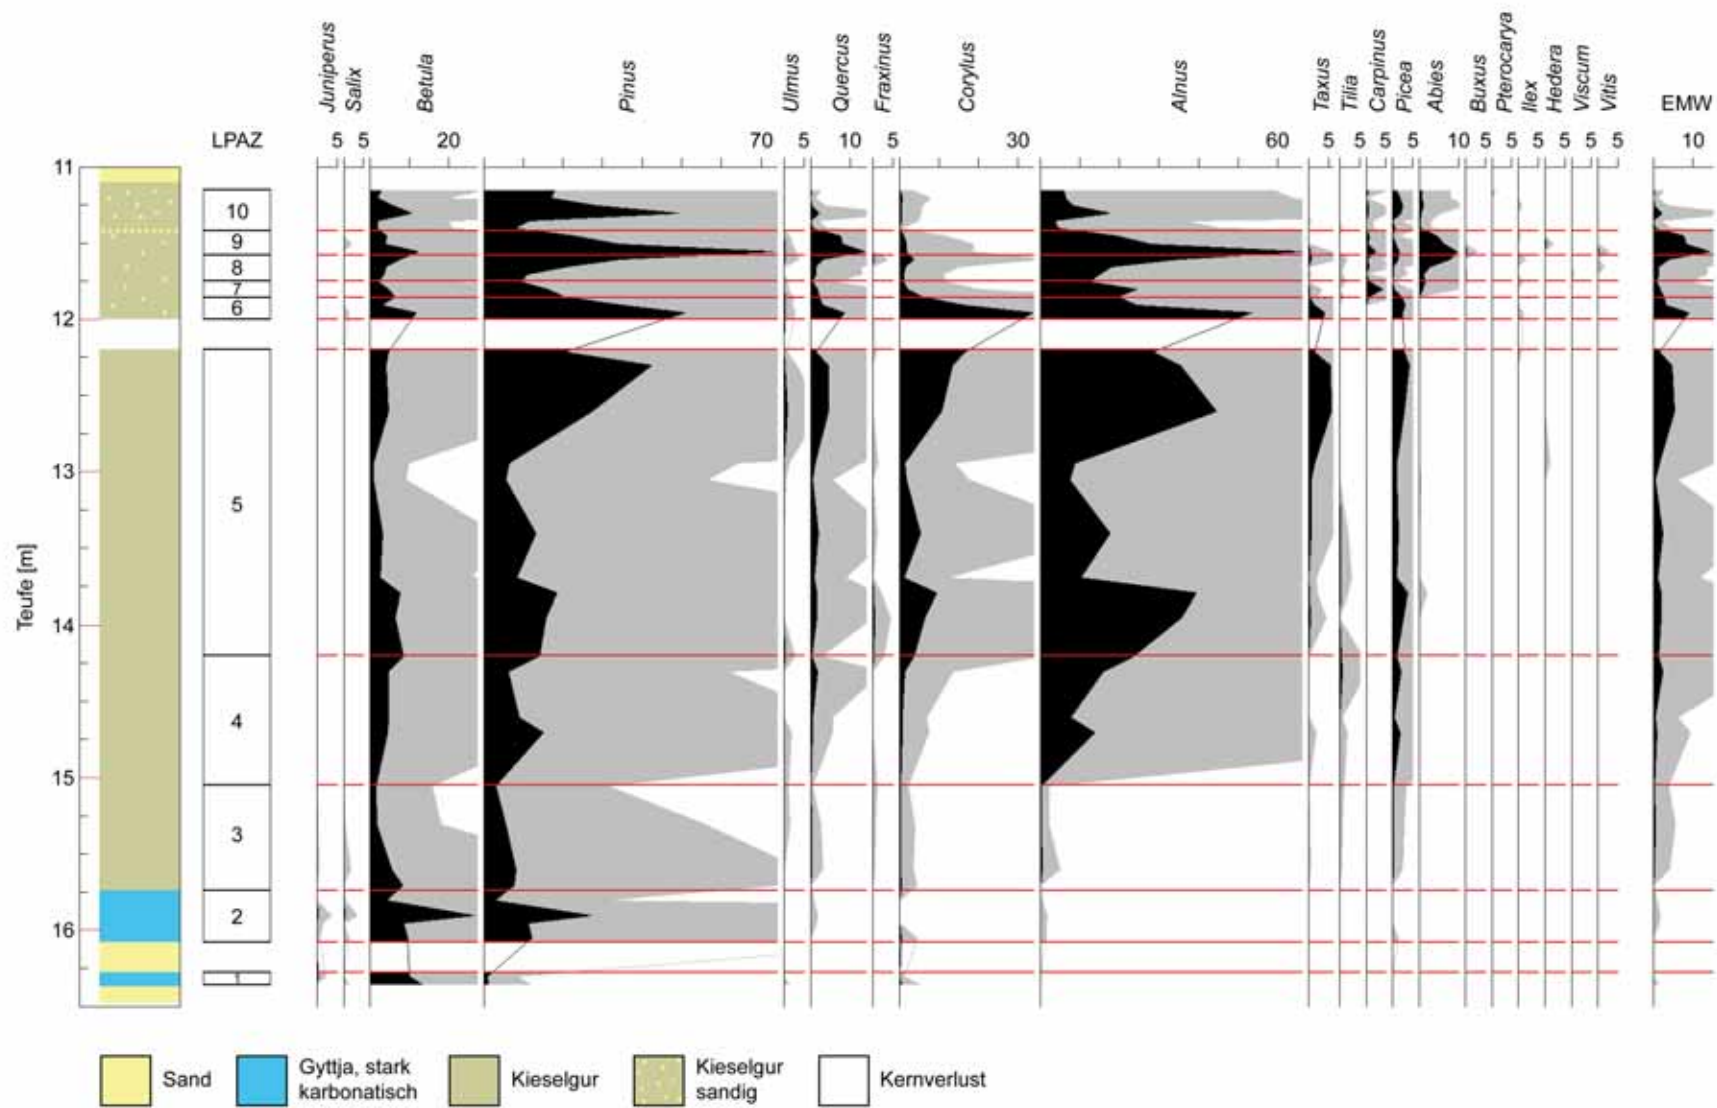 Juniperus Salix Betula Pinus Ulmus Quercus Fraxinus Corylus Alnus Taxus Tilia Carpinus Picea Abies Buxus Pterocarya Ilex Hedera Viscum Vitis EMW
LPAZ 5 5 20 70 5 10 5 30 60 5 5 5 5 10 5 5 5 5 5 5 10
11
10
9
8
7
6
12
13
5
Teufe [m]
14
4
15
3
2
16
1
Sand
Gyttja, stark
karbonatisch
Kieselgur
Kieselgur
sandig
Kernverlust